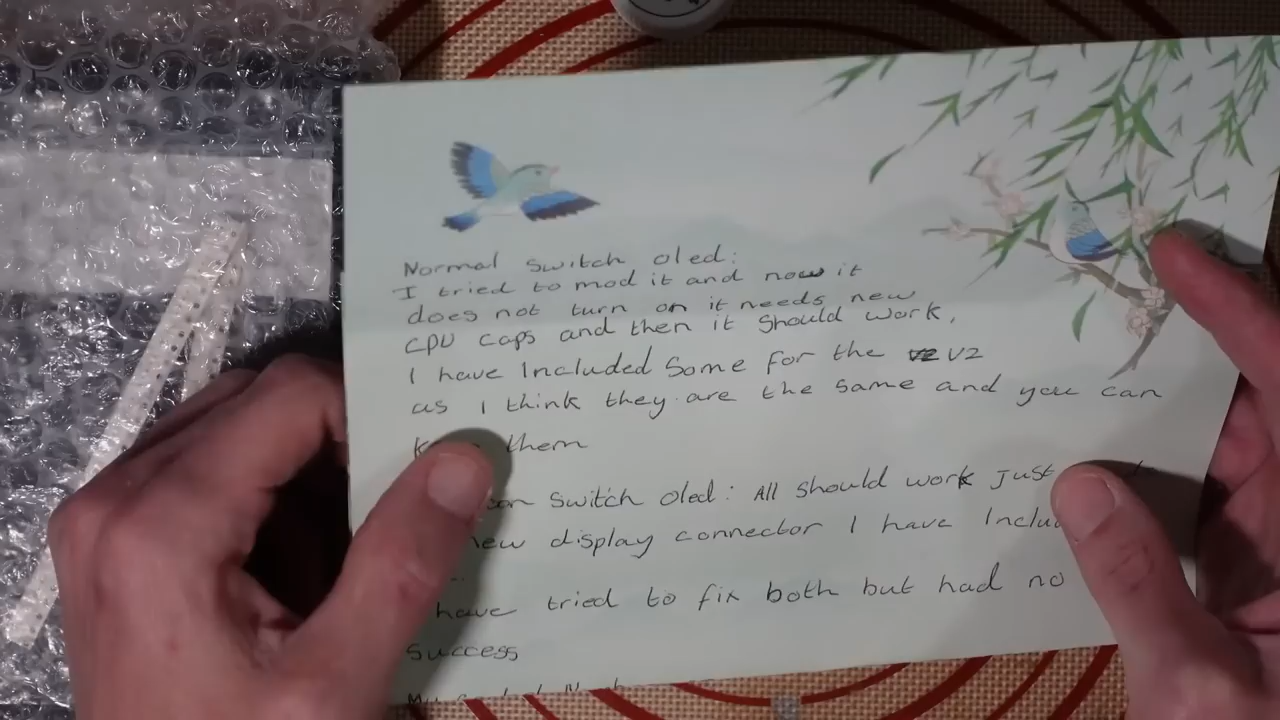 Normal Switch oled:
I tried to mod it and now it
does not turn on it needs new
CPU caps and then it Should work,
I have Included Some for the V2
as I think they are the same and you can
them
Switch oled: All should work Just
new display connector I have
have tried to fix both but had no
Success